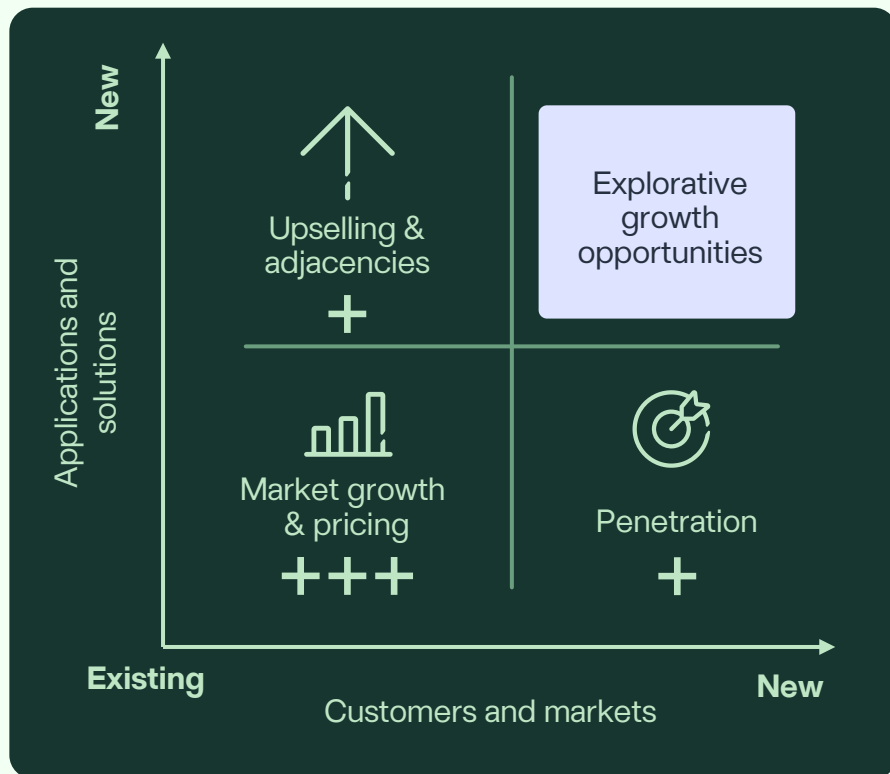 New
Applications and
solutions
Upselling &
adjacencies
+
Explorative
growth
opportunities
Market growth
& pricing
+++
Penetration
+
Existing
New
Customers and markets